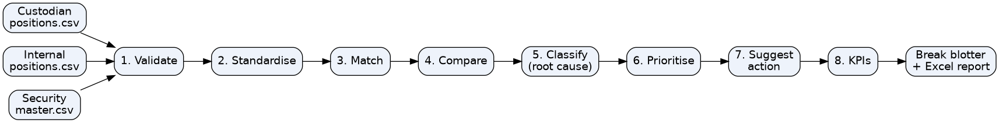 Custodian
positions.csv
Internal
positions.csv
Security
master.csv
1. Validate
2. Standardise
3. Match
4. Compare
5. Classify
(root cause)
6. Prioritise
7. Suggest
action
8. KPIs
Break blotter
+ Excel report